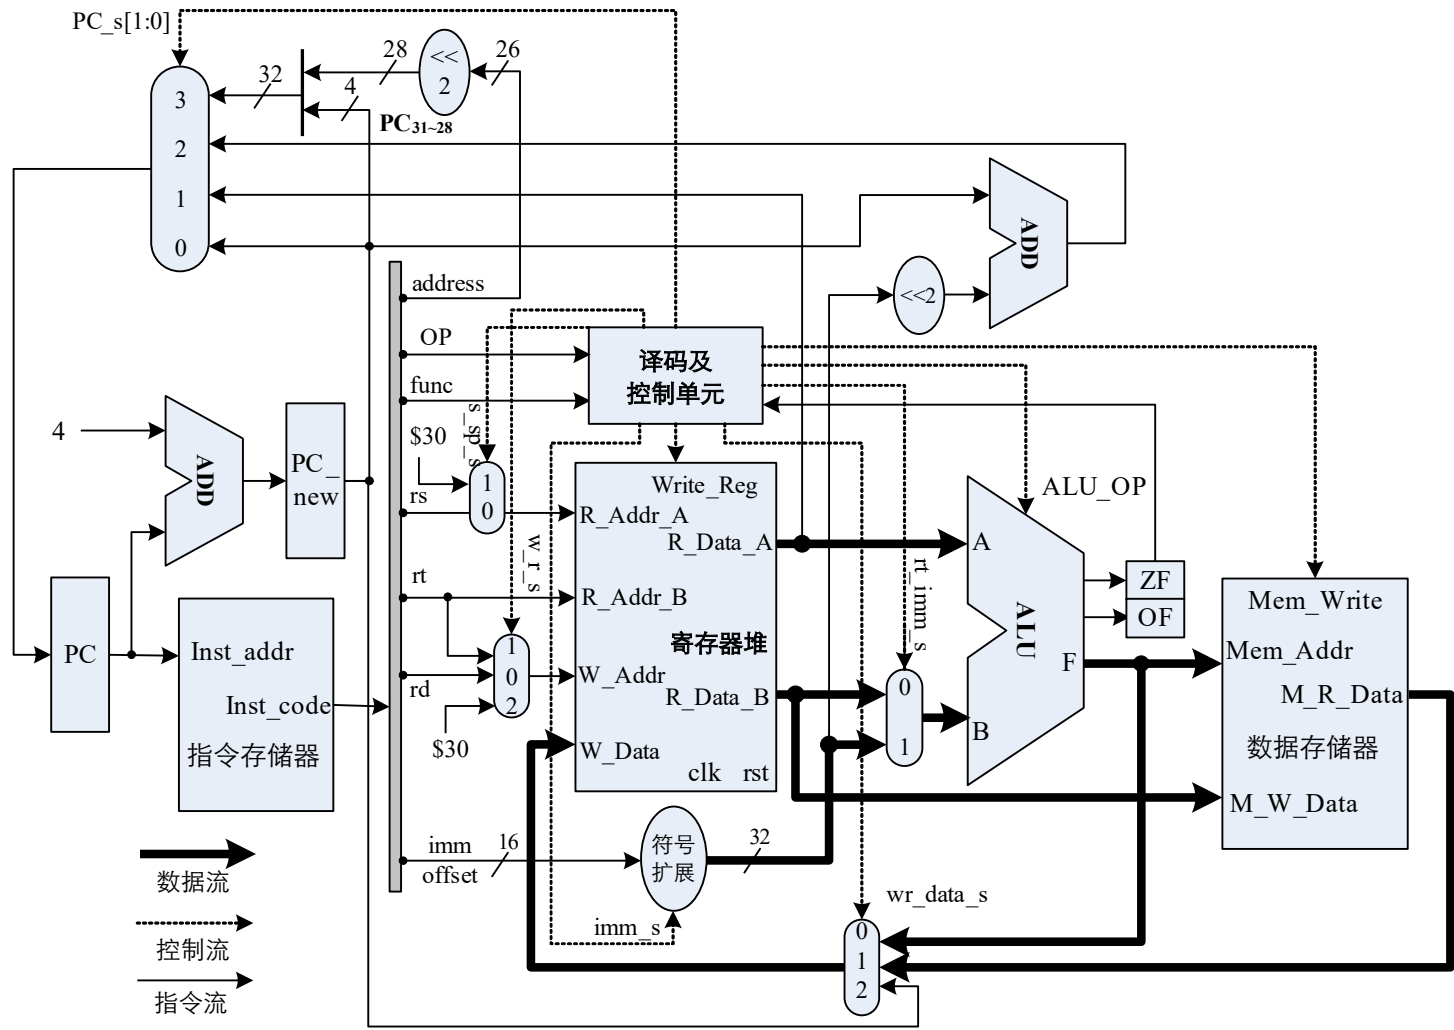 PC_s[1:0]
28
<<
2
26
32
4
PC31~28
3
2
1
0
ADD
address
<<2
OP
译码及
控制单元
func
s_sp_s
$30
4
ADD
PC_
new
1
0
rs
Write_Reg
R_Addr_A
R_Data_A
ALU_OP
A
w_r_s
rt_imm_s
rt
R_Addr_B
ZF
OF
Mem_Write
寄存器堆
ALU
F
PC
Inst_addr
Inst_code
指令存储器
1
0
2
rd
$30
W_Addr
R_Data_B
W_Data
clk rst
0
1
B
Mem_Addr
M_R_Data
数据存储器
M_W_Data
imm
offset
16
符号
扩展
32
imm_s
wr_data_s
0
1
2
数据流
控制流
指令流